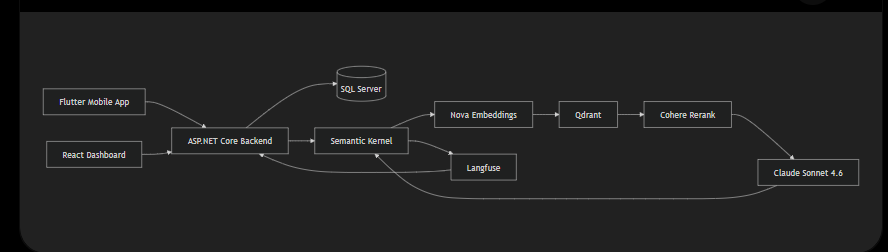 SQL Server
Flutter Mobile App
Nova Embeddings
Qdrant
Cohere Rerank
ASP.NET Core Backend
Semantic Kernel
React Dashboard
Langfuse
Claude Sonnet 4.6